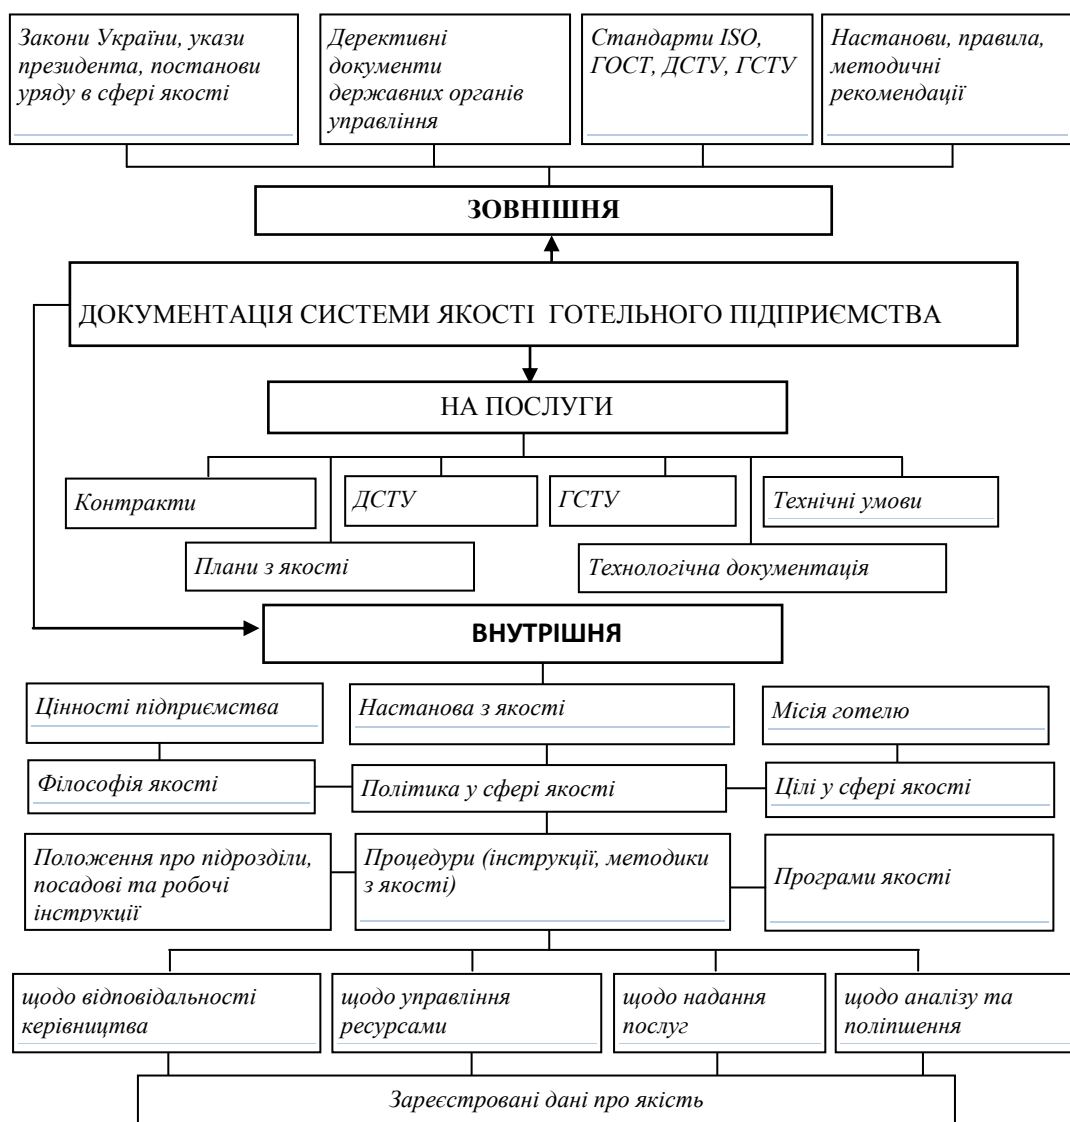 Закони України, укази
президента, постанови
уряду в сфері якості
Дерективні
документи
державних органів
управління
Стандарти ISO,
ГОСТ, ДСТУ, ГСТУ
Настанови, правила,
методичні
рекомендації
ЗОВНІШНЯ
ДОКУМЕНТАЦІЯ СИСТЕМИ ЯКОСТІ ГОТЕЛЬНОГО ПІДПРИЄМСТВА
НА ПОСЛУГИ
Контракти
ДСТУ
ГСТУ
Технічні умови
Плани з якості
Технологічна документація
ВНУТРІШНЯ
Цінності підприємства
Настанова з якості
Місія готелю
Філософія якості
Політика у сфері якості
Цілі у сфері якості
Положення про підрозділи,
посадові та робочі
інструкції
Процедури (інструкції, методики
з якості)
Програми якості
щодо відповідальності
керівництва
щодо управління
ресурсами
щодо надання
послуг
щодо аналізу та
поліпшення
Зареєстровані дані про якість